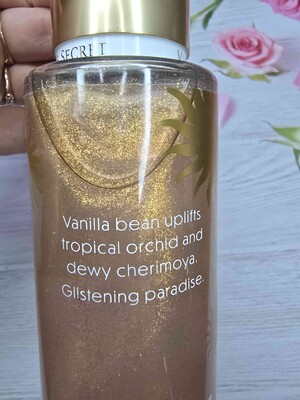 SECRET
Vanilla bean uplifts
tropical orchid and
dewy cherimoya.
Glistening paradise.